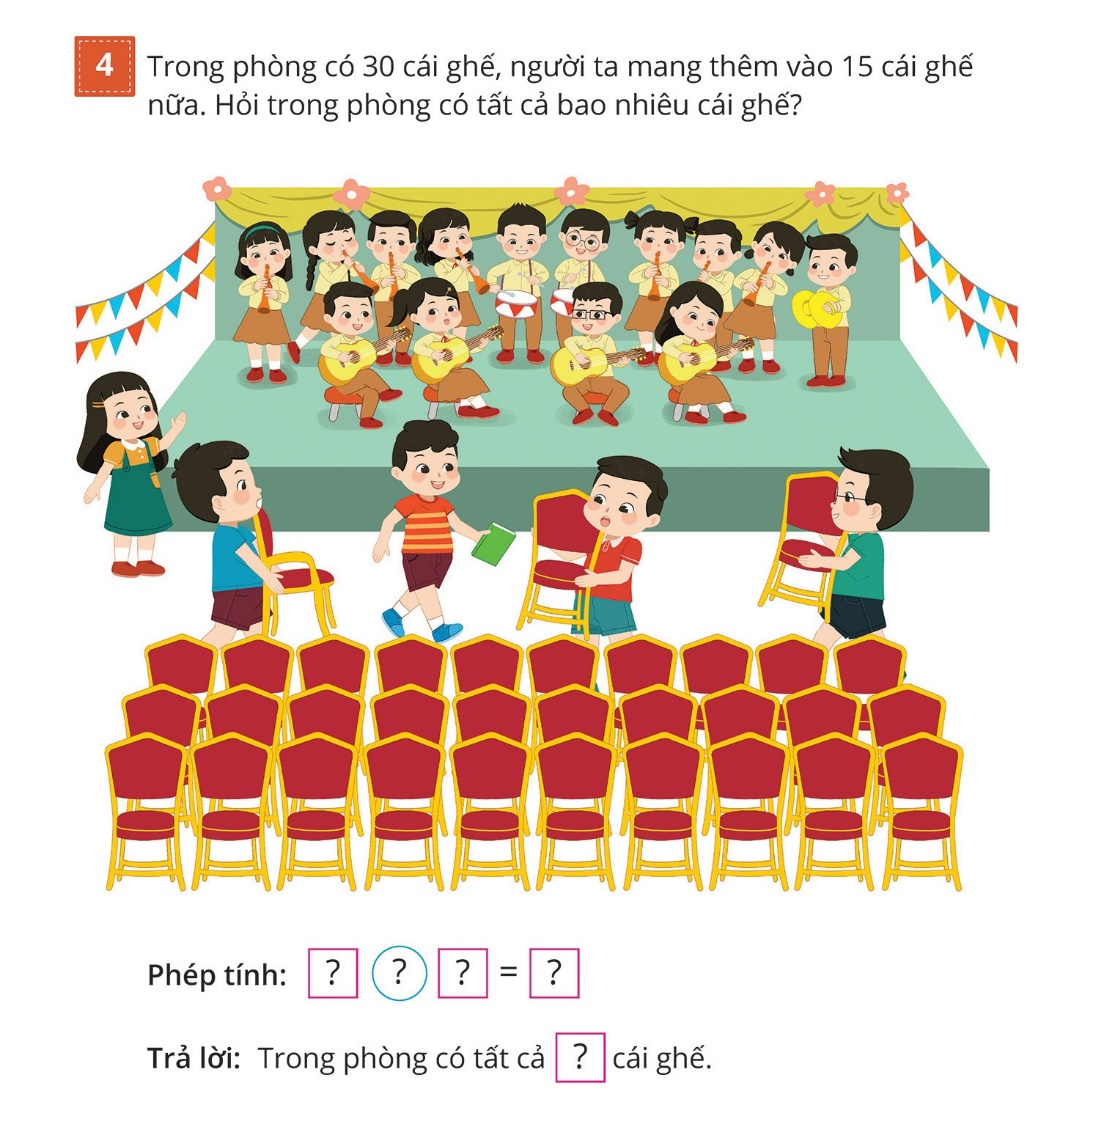 4
Trong phòng có 30 cái ghế, người ta mang thêm vào 15 cái ghế
nữa. Hỏi trong phòng có tất cả bao nhiêu cái ghế?
Phép tính: ? ? ? = ?
Trả lời: Trong phòng có tất cả ? cái ghế.